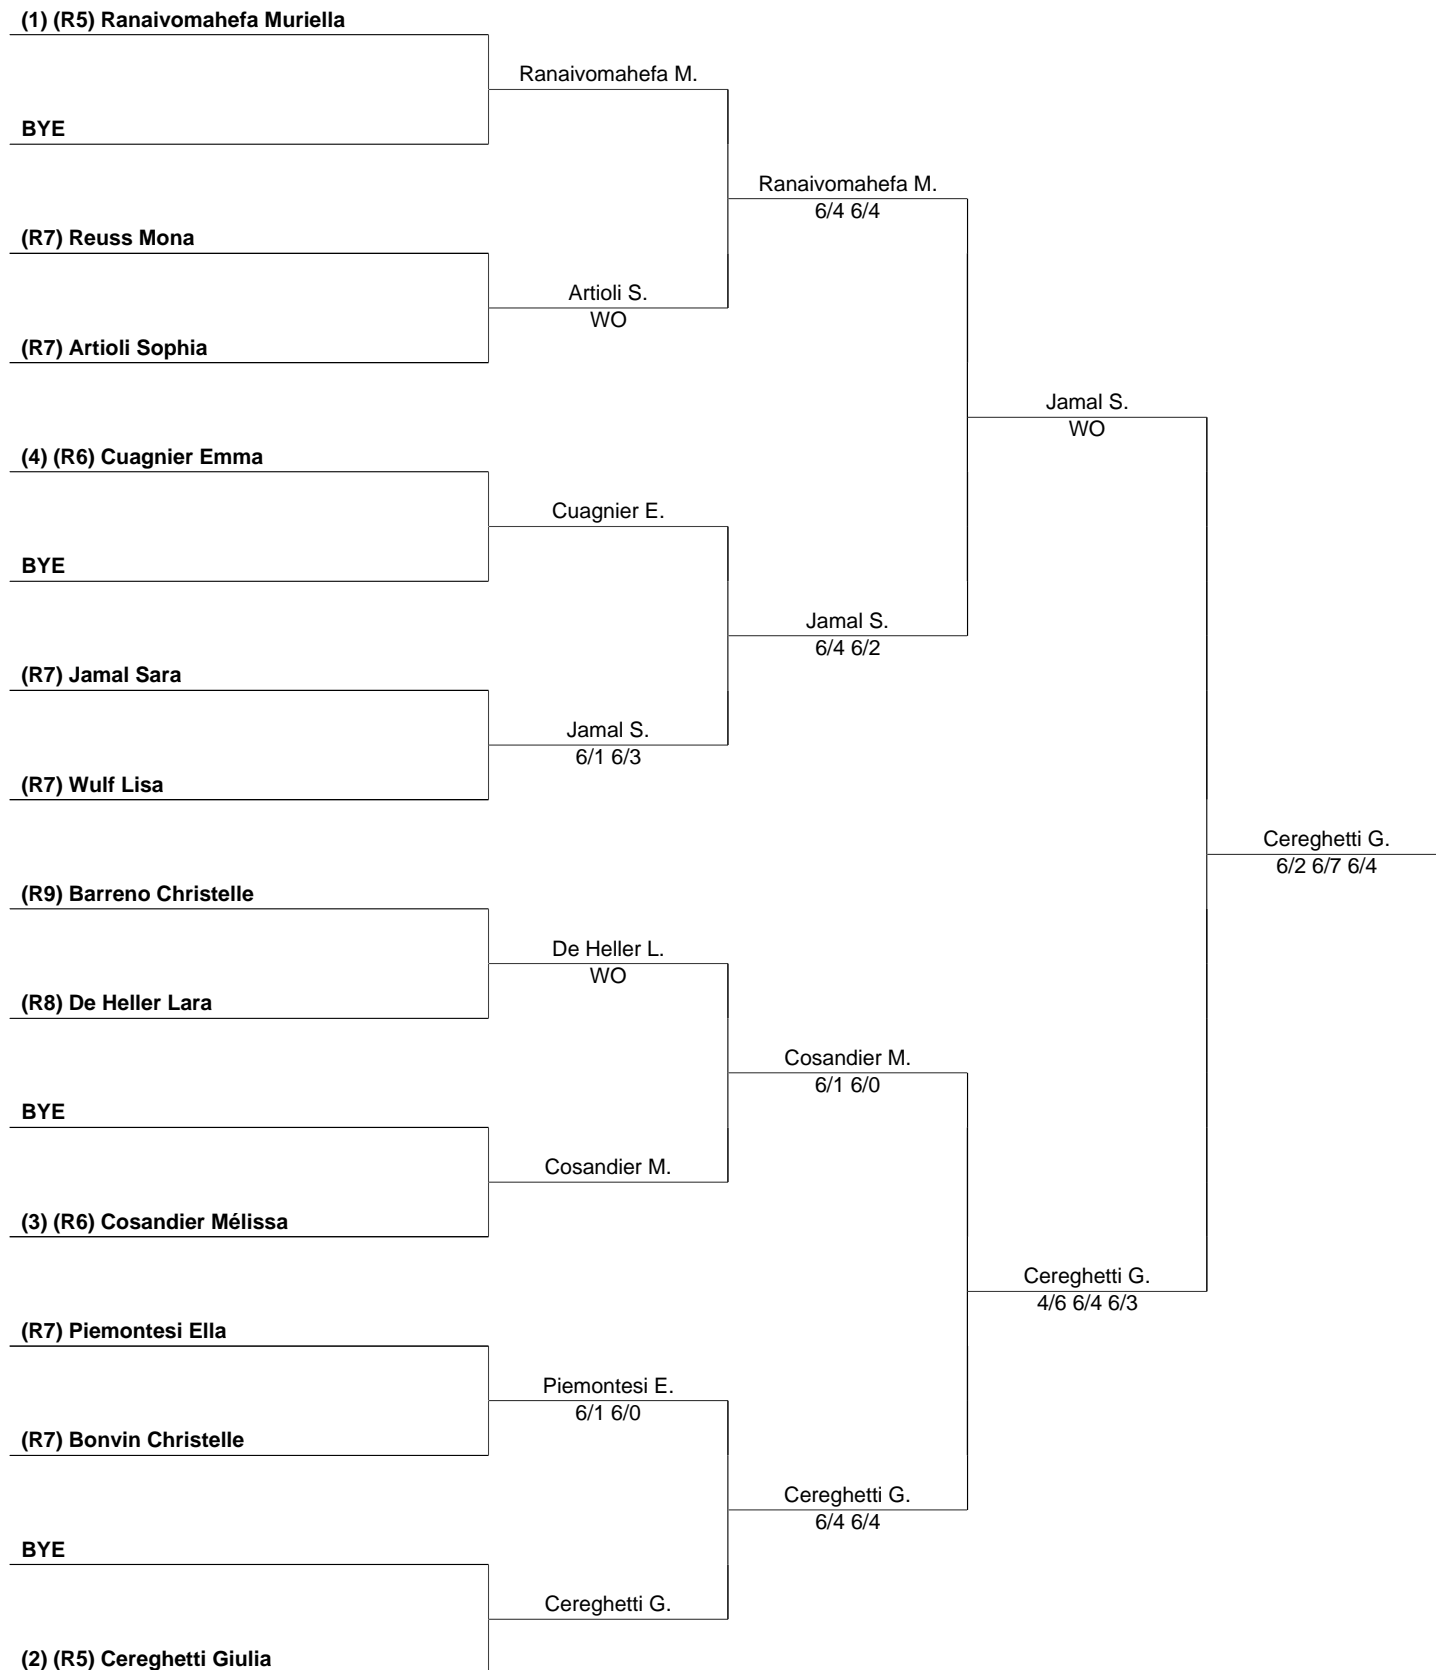 (1) (R5) Ranaivomahefa Muriella
Ranaivomahefa M.
BYE
Ranaivomahefa M.
6/4 6/4
(R7) Reuss Mona
Artioli S.
WO
(R7) Artioli Sophia
Jamal S.
WO
(4) (R6) Cuagnier Emma
Cuagnier E.
BYE
Jamal S.
6/4 6/2
(R7) Jamal Sara
Jamal S.
6/1 6/3
(R7) Wulf Lisa
Cereghetti G.
6/2 6/7 6/4
(R9) Barreno Christelle
De Heller L.
WO
(R8) De Heller Lara
Cosandier M.
6/1 6/0
BYE
Cosandier M.
(3) (R6) Cosandier Mélissa
Cereghetti G.
4/6 6/4 6/3
(R7) Piemontesi Ella
Piemontesi E.
6/1 6/0
(R7) Bonvin Christelle
Cereghetti G.
6/4 6/4
BYE
Cereghetti G.
(2) (R5) Cereghetti Giulia